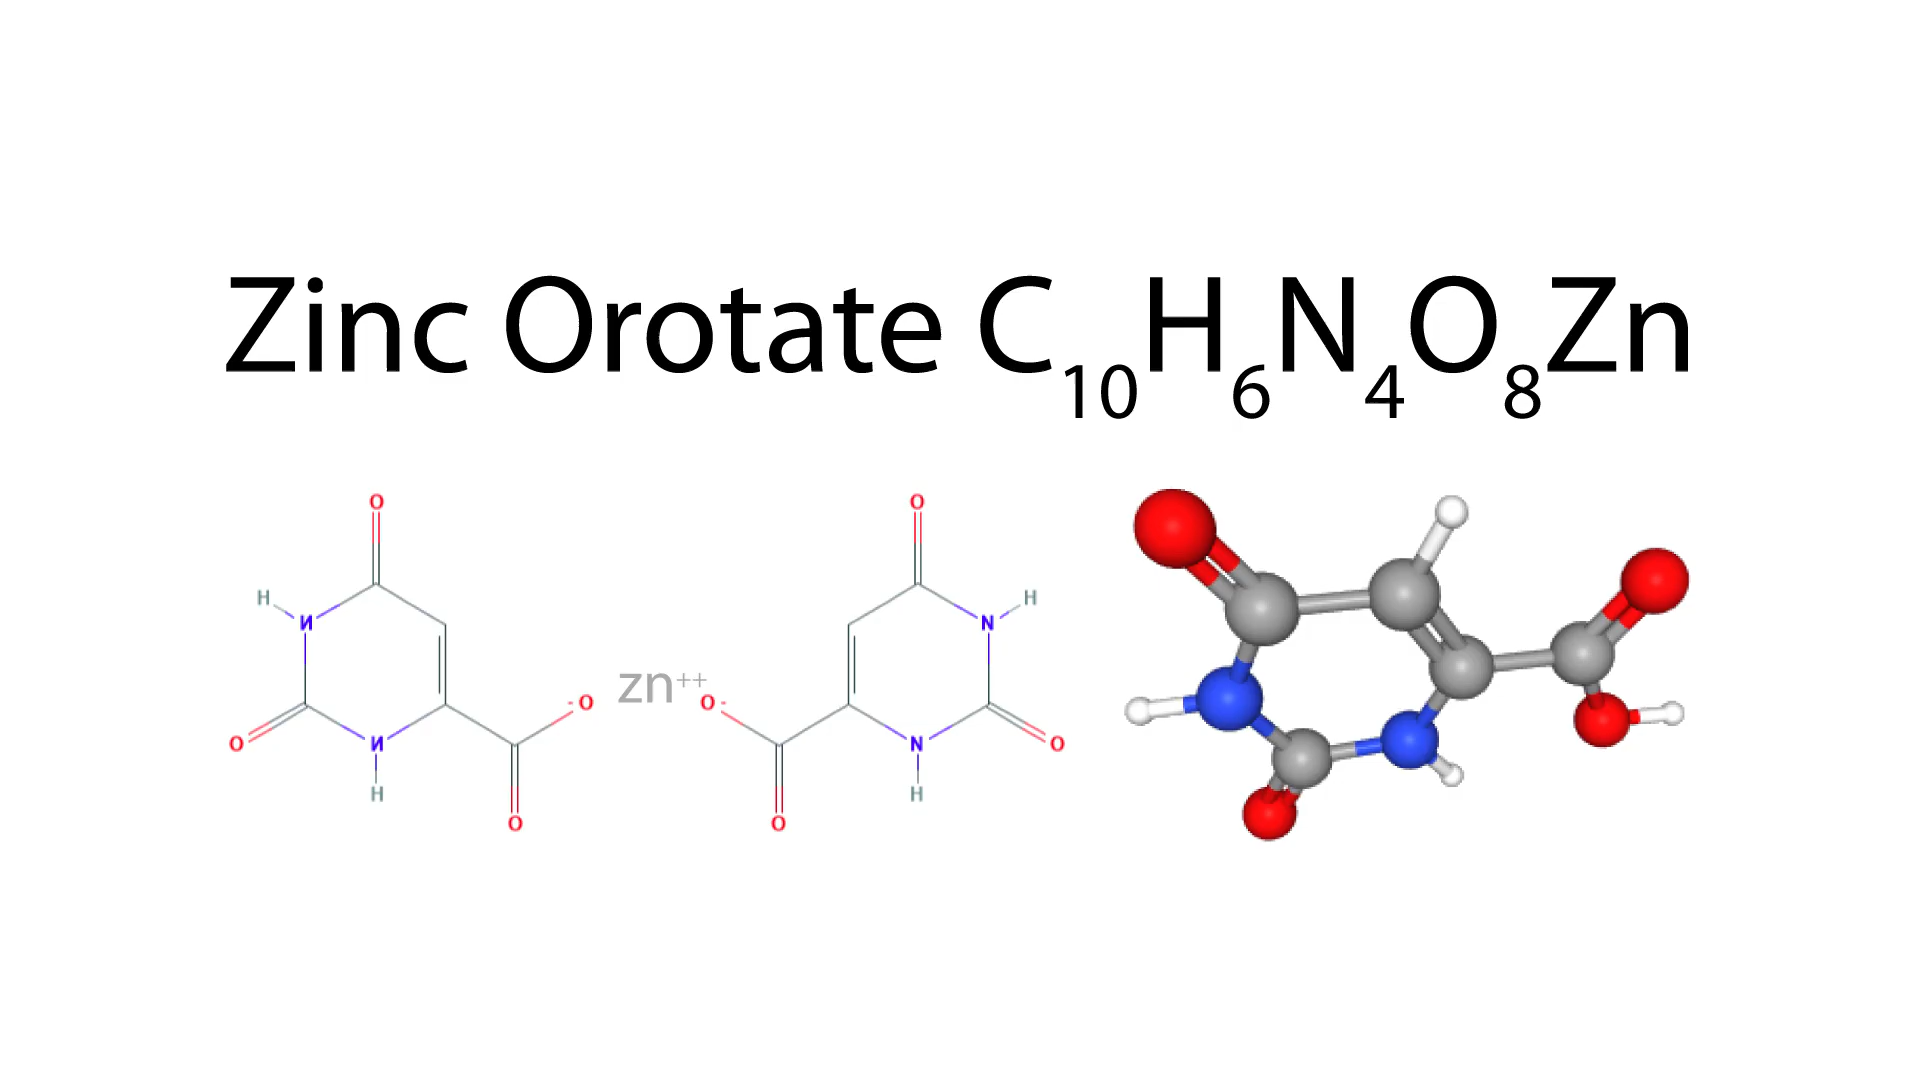 Zinc Orotate C₁₀H₆N₄O₈Zn
O O
H N N H
O N - O zn⁺⁺ O - N O
H O O H